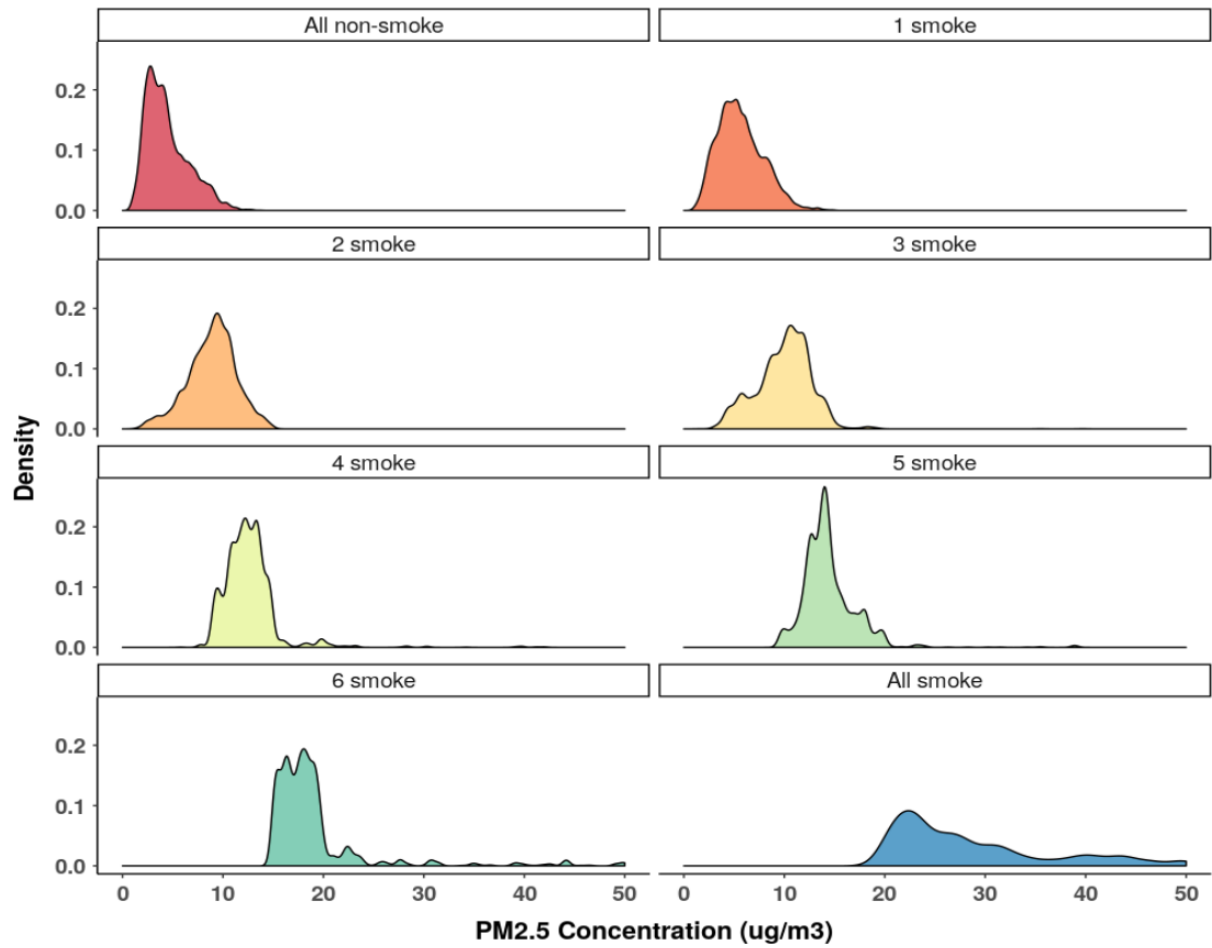 All non-smoke
1 smoke
0.2
0.1
0.0
2 smoke
3 smoke
0.2
0.1
0.0
Density
4 smoke
5 smoke
0.2
0.1
0.0
6 smoke
All smoke
0.2
0.1
0.0
0 10 20 30 40 50
0 10 20 30 40 50
PM2.5 Concentration (ug/m3)